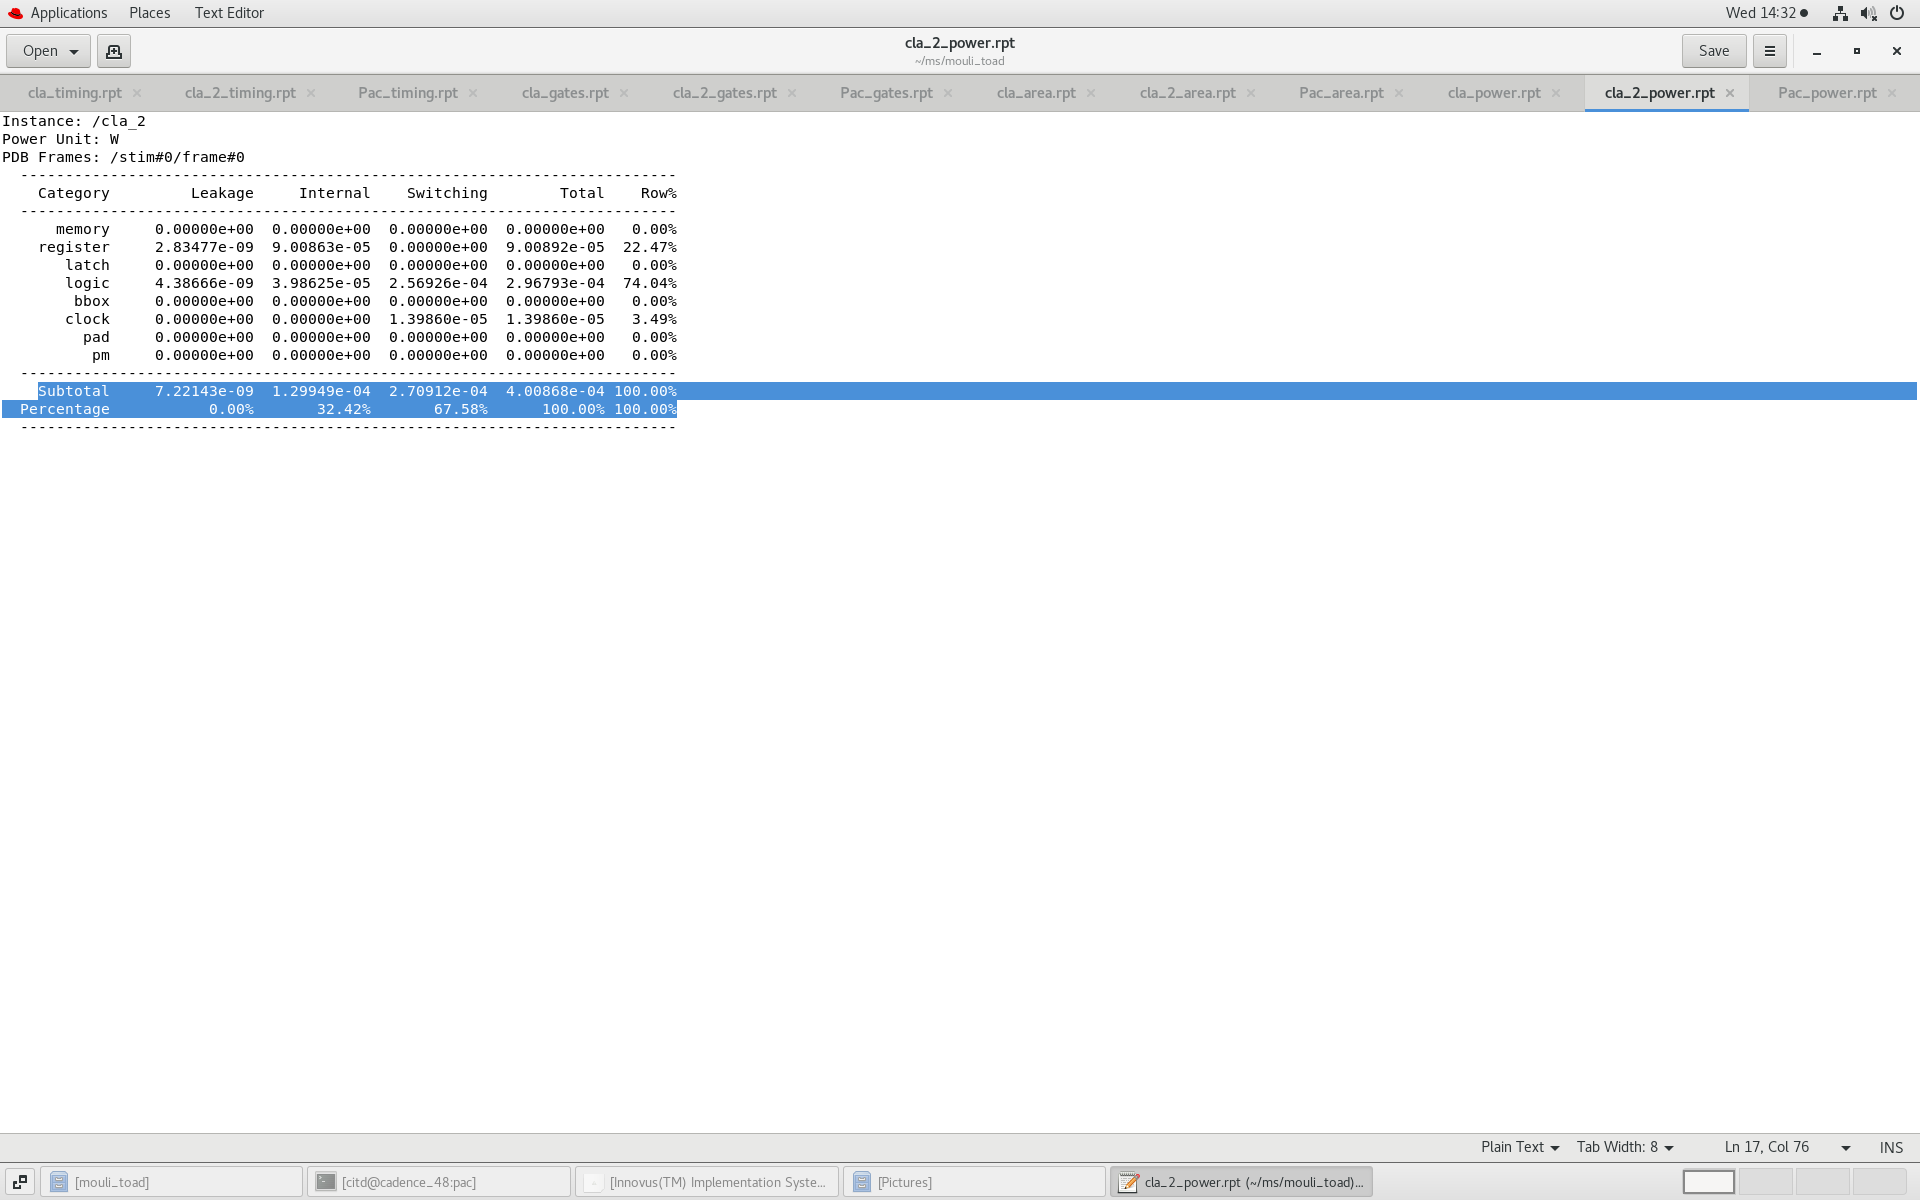 Applications Places Text Editor Wed 14:32
Open cla_2_power.rpt Save
~/ms/mouli_toad
cla_timing.rpt cla_2_timing.rpt Pac_timing.rpt cla_gates.rpt cla_2_gates.rpt Pac_gates.rpt cla_area.rpt cla_2_area.rpt Pac_area.rpt cla_power.rpt cla_2_power.rpt Pac_power.rpt
Instance: /cla_2
Power Unit: W
PDB Frames: /stim#0/frame#0
-------------------------------------------------------------------------
Category Leakage Internal Switching Total Row%
-------------------------------------------------------------------------
memory 0.00000e+00 0.00000e+00 0.00000e+00 0.00000e+00 0.00%
register 2.83477e-09 9.00863e-05 0.00000e+00 9.00892e-05 22.47%
latch 0.00000e+00 0.00000e+00 0.00000e+00 0.00000e+00 0.00%
logic 4.38666e-09 3.98625e-05 2.56926e-04 2.96793e-04 74.04%
bbox 0.00000e+00 0.00000e+00 0.00000e+00 0.00000e+00 0.00%
clock 0.00000e+00 0.00000e+00 1.39860e-05 1.39860e-05 3.49%
pad 0.00000e+00 0.00000e+00 0.00000e+00 0.00000e+00 0.00%
pm 0.00000e+00 0.00000e+00 0.00000e+00 0.00000e+00 0.00%
-------------------------------------------------------------------------
Subtotal 7.22143e-09 1.29949e-04 2.70912e-04 4.00868e-04 100.00%
Percentage 0.00% 32.42% 67.58% 100.00% 100.00%
-------------------------------------------------------------------------
Plain Text Tab Width: 8 Ln 17, Col 76 INS
[mouli_toad] [citd@cadence_48:pac] [Innovus(TM) Implementation Syste... [Pictures] cla_2_power.rpt (~/ms/mouli_toad)...